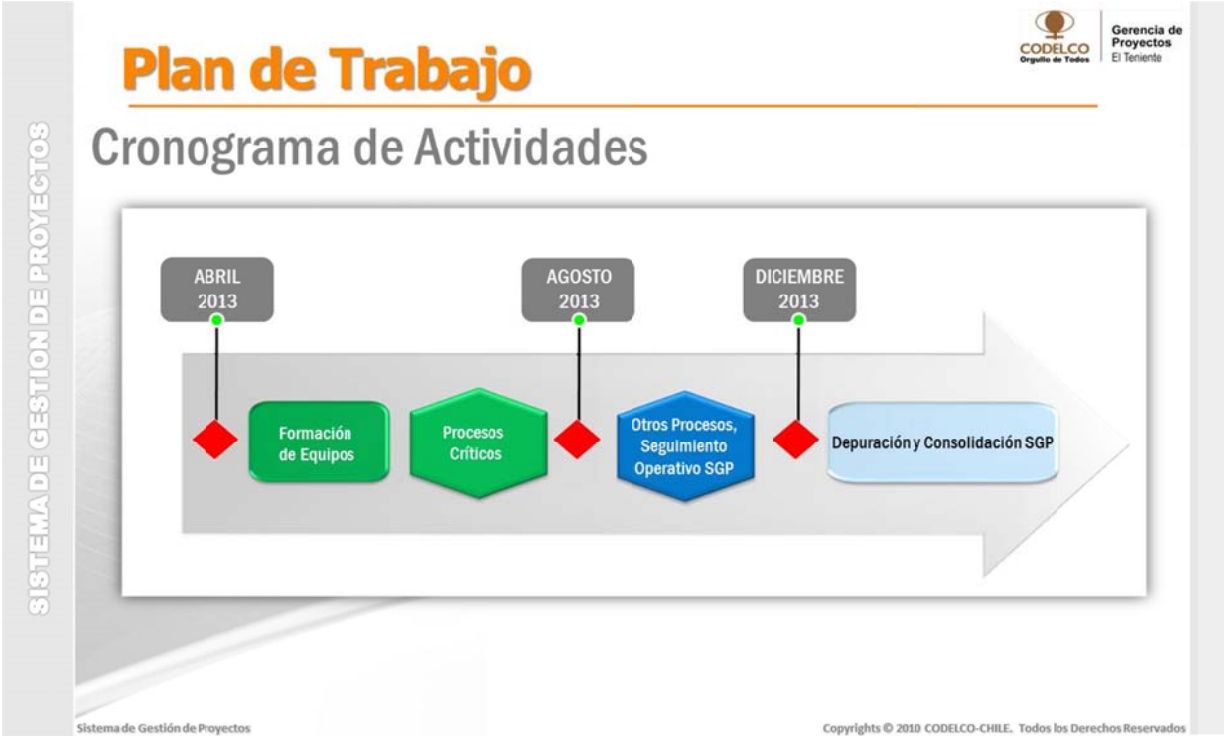 CODELCO
Orgullo de Todos
Gerencia de
Proyectos
El Teniente
Plan de Trabajo
Cronograma de Actividades
SISTEMA DE GESTION DE PROYECTOS
ABRIL
2013
AGOSTO
2013
DICIEMBRE
2013
Formación
de Equipos
Procesos
Críticos
Otros Procesos,
Seguimiento
Operativo SGP
Depuración y Consolidación SGP
Sistema de Gestión de Proyectos
Copyrights © 2010 CODELCO-CHILE. Todos los Derechos Reservados